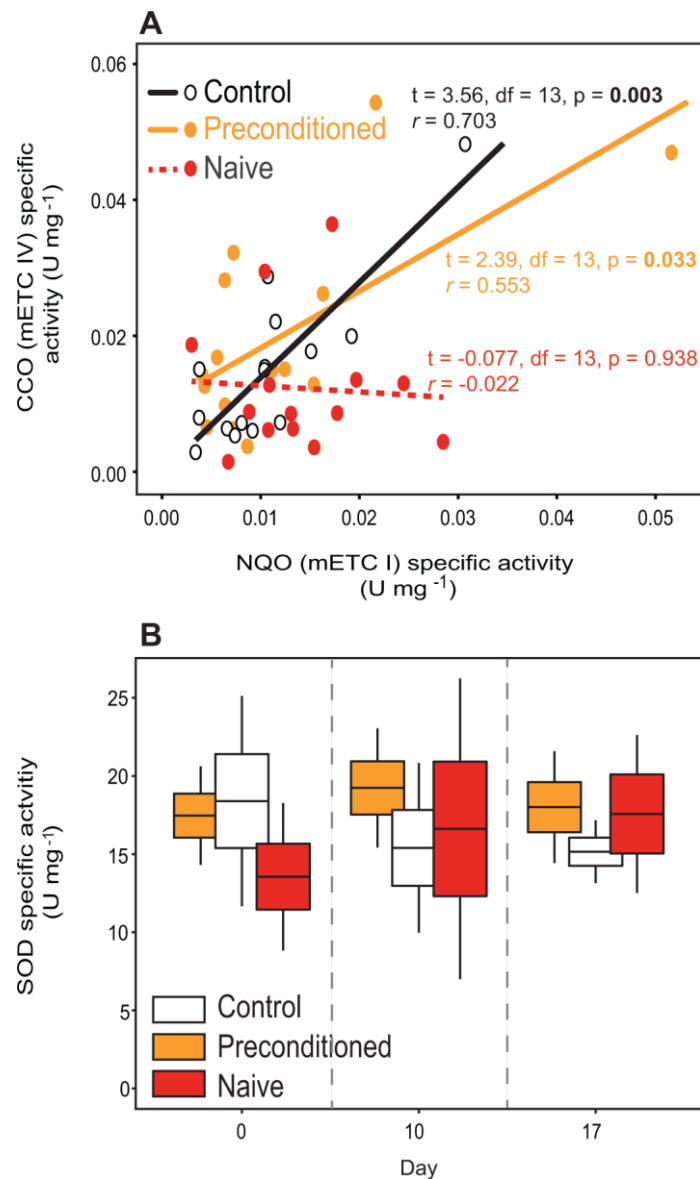 A
0.06
Control
Preconditioned
Naive
t = 3.56, df = 13, p = 0.003
r = 0.703
0.04
t = 2.39, df = 13, p = 0.033
r = 0.553
0.02
t = -0.077, df = 13, p = 0.938
r = -0.022
0.00
CCO (mETC IV) specific
activity (U mg⁻¹)
0.00 0.01 0.02 0.03 0.04 0.05
NQO (mETC I) specific activity
(U mg ⁻¹)
B
25
20
15
10
5
0
SOD specific actvitiy
(U mg⁻¹)
Control
Preconditioned
Naive
0 10 17
Day